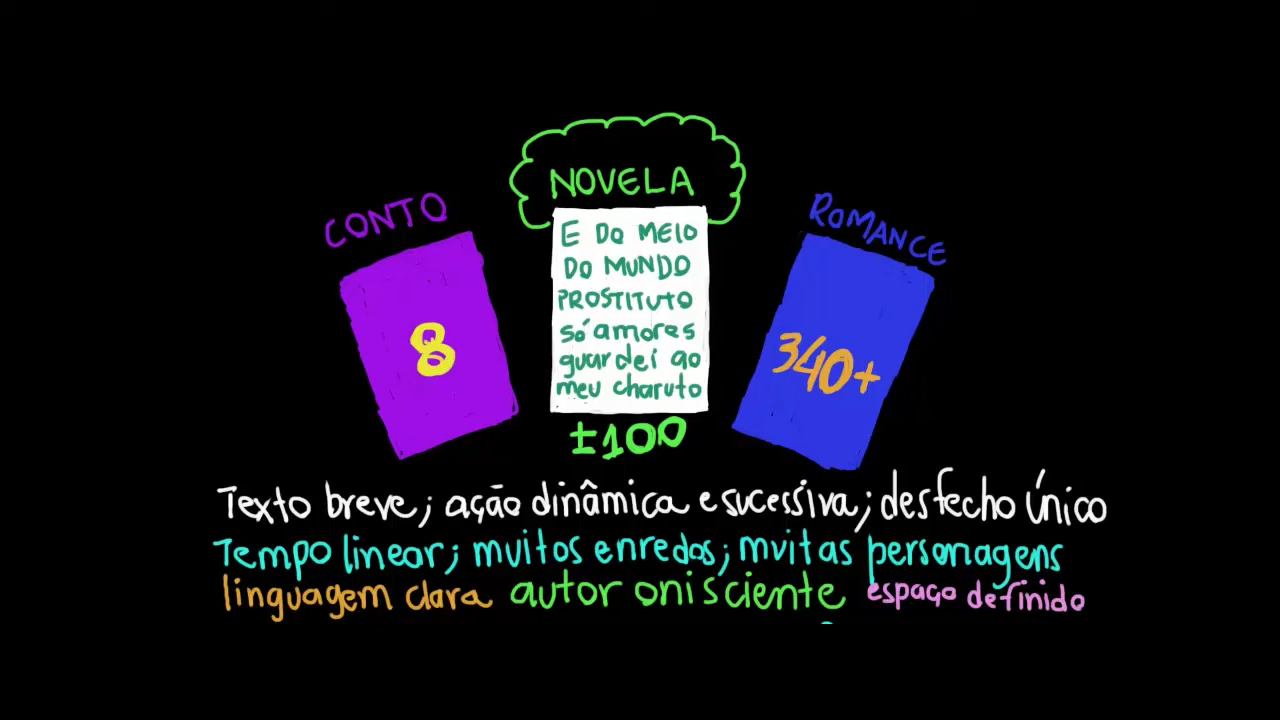 CONTO
8
NOVELA
E DO MEIO
DO MUNDO
PROSTITUTO
só amores
guardei ao
meu charuto
±100
ROMANCE
340+
Texto breve; ação dinâmica e sucessiva; desfecho único
Tempo linear; muitos enredos; muitas personagens
linguagem clara autor onisciente espaço definido